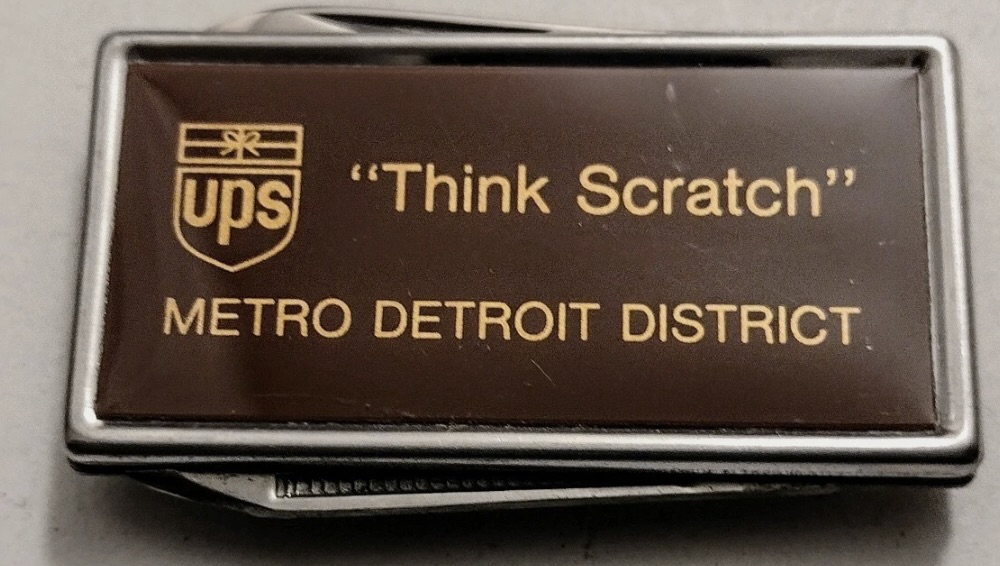 ups
“Think Scratch”
METRO DETROIT DISTRICT